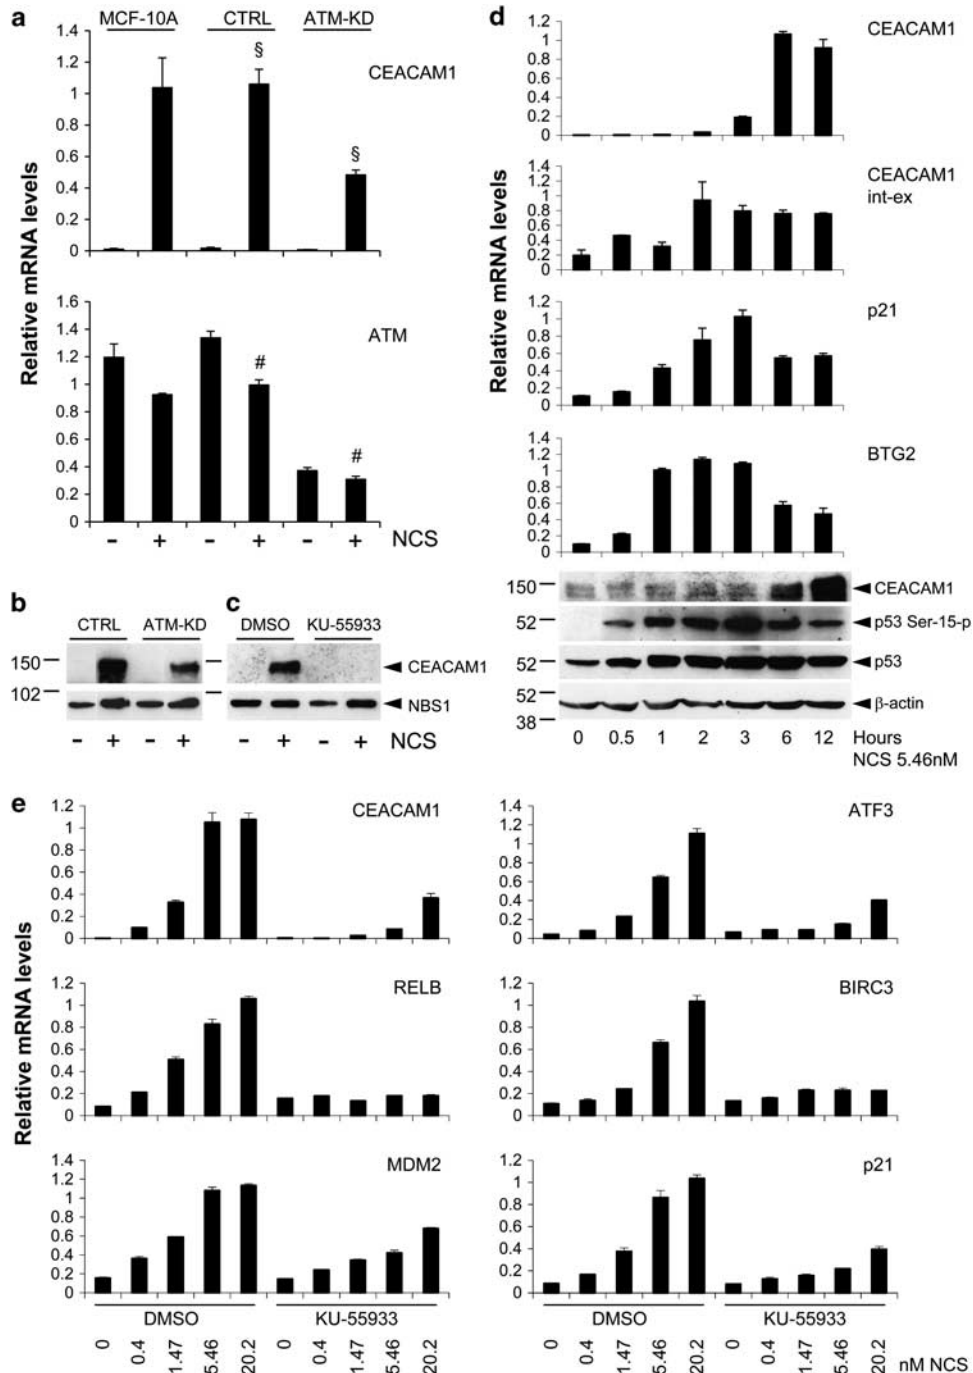 a
MCF-10A CTRL ATM-KD
CEACAM1
§
§
1.4
1.2
1
0.8
0.6
0.4
0.2
0
Relative mRNA levels
ATM
#
#
1.6
1.4
1.2
1
0.8
0.6
0.4
0.2
0
- + - + - + NCS
b
CTRL ATM-KD
150
102
- + - +
c
DMSO KU-55933
CEACAM1
NBS1
- + - + NCS
d
Relative mRNA levels
CEACAM1
1.2
1
0.8
0.6
0.4
0.2
0
CEACAM1
int-ex
1.2
1
0.8
0.6
0.4
0.2
0
p21
1.2
1
0.8
0.6
0.4
0.2
0
BTG2
1.2
1
0.8
0.6
0.4
0.2
0
150 CEACAM1
52 p53 Ser-15-p
52 p53
52 β-actin
38
0 0.5 1 2 3 6 12 Hours
NCS 5.46nM
e
Relative mRNA levels
CEACAM1
1.2
1
0.8
0.6
0.4
0.2
0
ATF3
1.4
1.2
1
0.8
0.6
0.4
0.2
0
RELB
1.2
1
0.8
0.6
0.4
0.2
0
BIRC3
1.2
1
0.8
0.6
0.4
0.2
0
MDM2
1.4
1.2
1
0.8
0.6
0.4
0.2
0
p21
1.2
1
0.8
0.6
0.4
0.2
0
DMSO KU-55933 DMSO KU-55933
0 0.4 1.47 5.46 20.2 0 0.4 1.47 5.46 20.2 0 0.4 1.47 5.46 20.2 0 0.4 1.47 5.46 20.2 nM NCS